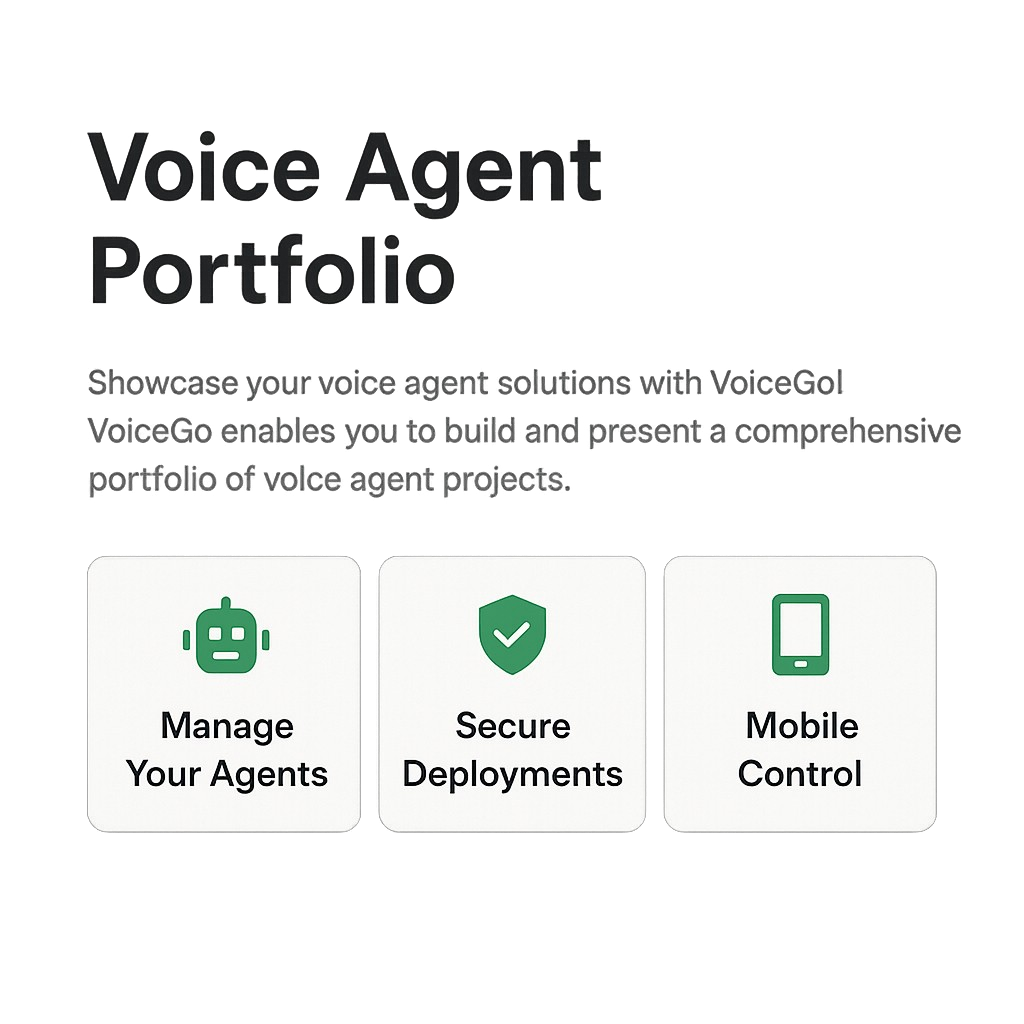 Voice Agent
Portfolio
Showcase your voice agent solutions with VoiceGol
VoiceGo enables you to build and present a comprehensive
portfolio of volce agent projects.
Manage
Your Agents
Secure
Deployments
Mobile
Control